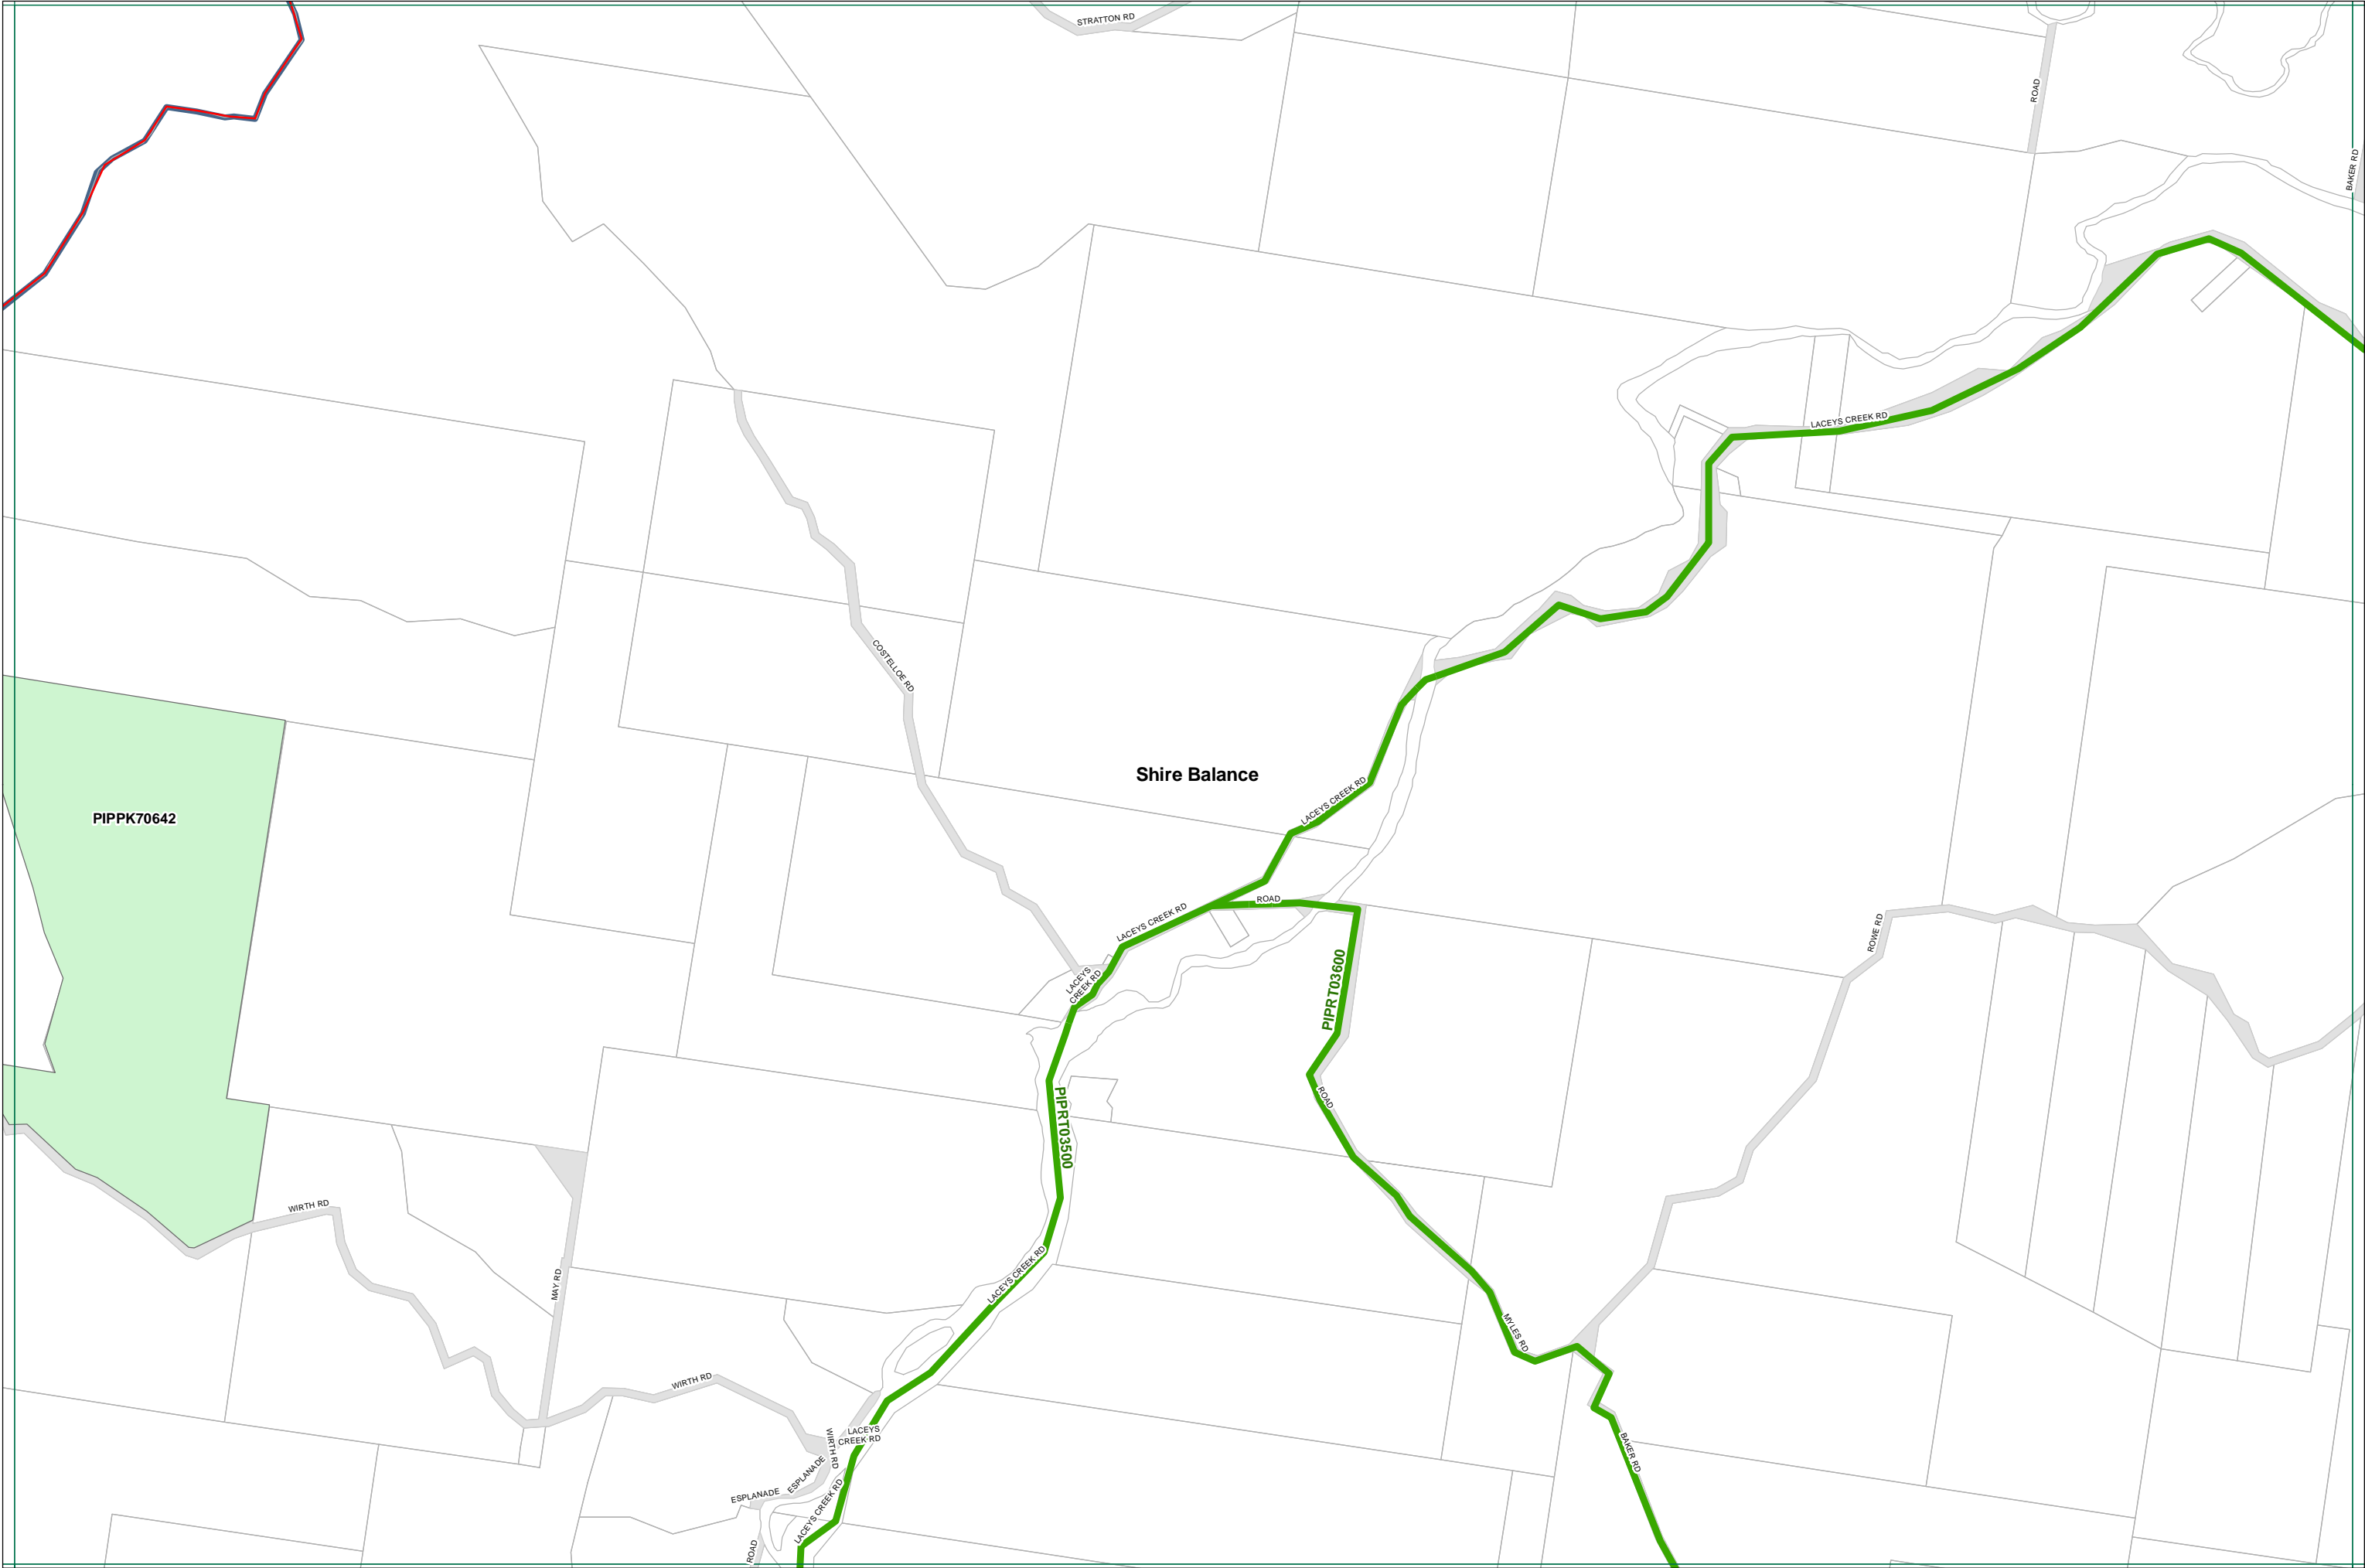 STRATTON RD
ROAD
BAKER RD
LACEYS CREEK RD
COSTELLOE RD
Shire Balance
LACEYS CREEK RD
PIPPK70642
ROAD
LACEYS CREEK RD
ROWE RD
LACEYS
CREEK RD
PIPRT03600
ROAD
PIPRT03500
WIRTH RD
LACEYS CREEK RD
MAY RD
MYLES RD
WIRTH RD
LACEYS
CREEK RD
WIRTH RD
BAKER RD
ESPLANADE
ESPLANADE
LACEYS CREEK RD
ROAD